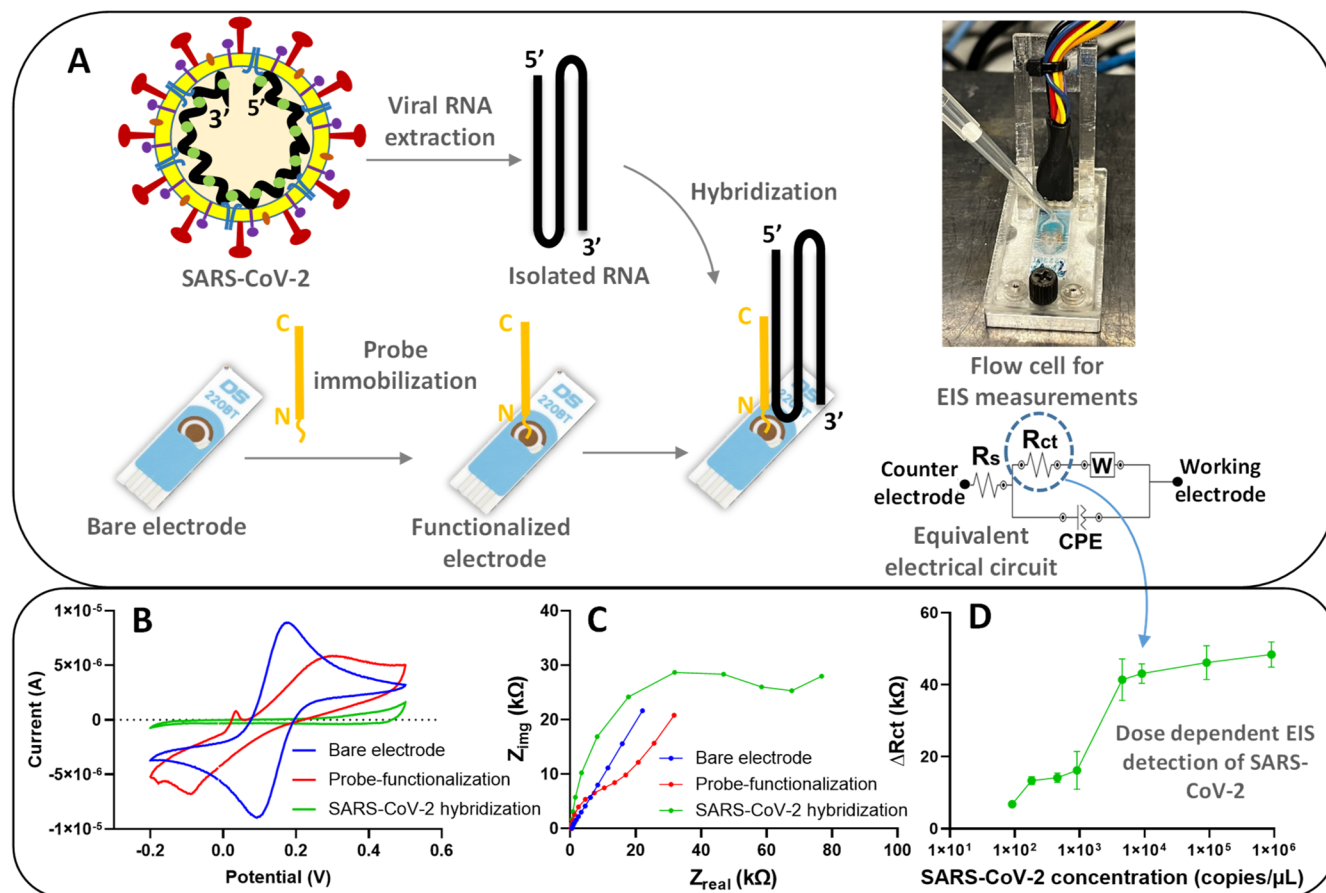 A
3’
5’
SARS-CoV-2
Viral RNA
extraction
5’
3’
Isolated RNA
Hybridization
5’
3’
C
N
Flow cell for
EIS measurements
C
N
Probe
immobilization
C
N
DS
220BT
DS
220BT
DS
220BT
Bare electrode
Functionalized
electrode
Counter
electrode
Rs
Rct
W
CPE
Working
electrode
Equivalent
electrical circuit
B
Current (A)
1×10-5
5×10-6
0
-5×10-6
-1×10-5
Bare electrode
Probe-functionalization
SARS-CoV-2 hybridization
-0.2
0.0
0.2
0.4
0.6
Potential (V)
C
Zimg (kΩ)
40
30
20
10
0
Bare electrode
Probe-functionalization
SARS-CoV-2 hybridization
0
20
40
60
80
100
Zreal (kΩ)
D
ΔRct (kΩ)
60
40
20
0
Dose dependent EIS
detection of SARS-
CoV-2
1×101
1×102
1×103
1×104
1×105
1×106
SARS-CoV-2 concentration (copies/μL)